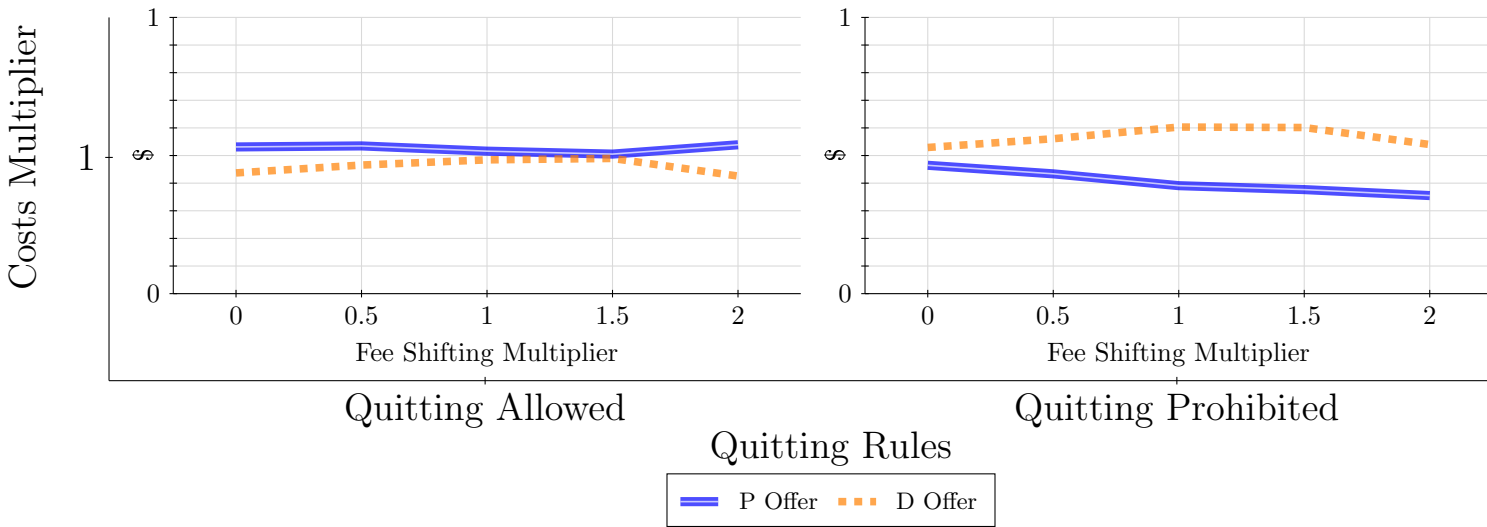 Costs Multiplier
1
1
$
0
0 0.5 1 1.5 2
Fee Shifting Multiplier
1
$
0
0 0.5 1 1.5 2
Fee Shifting Multiplier
Quitting Allowed
Quitting Prohibited
Quitting Rules
P Offer D Offer